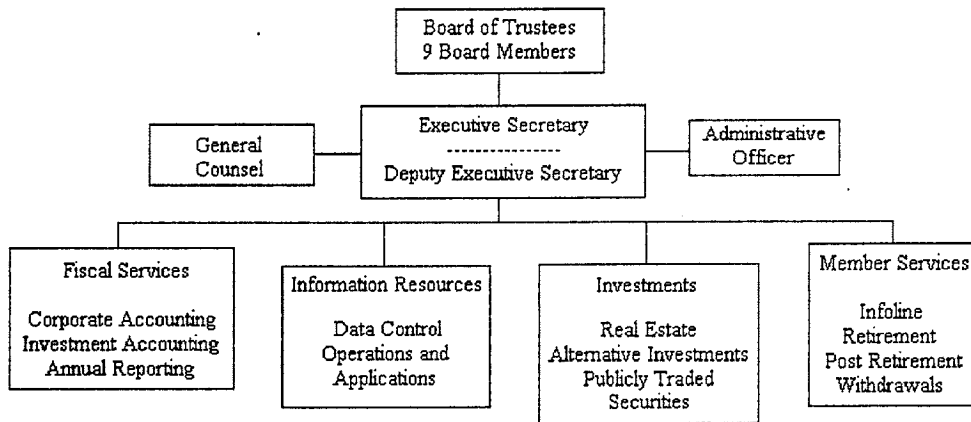 Board of Trustees
9 Board Members
General
Counsel
Executive Secretary
---------------
Deputy Executive Secretary
Administrative
Officer
Fiscal Services
Corporate Accounting
Investment Accounting
Annual Reporting
Information Resources
Data Control
Operations and
Applications
Investments
Real Estate
Alternative Investments
Publicly Traded
Securities
Member Services
Infoline
Retirement
Post Retirement
Withdrawals